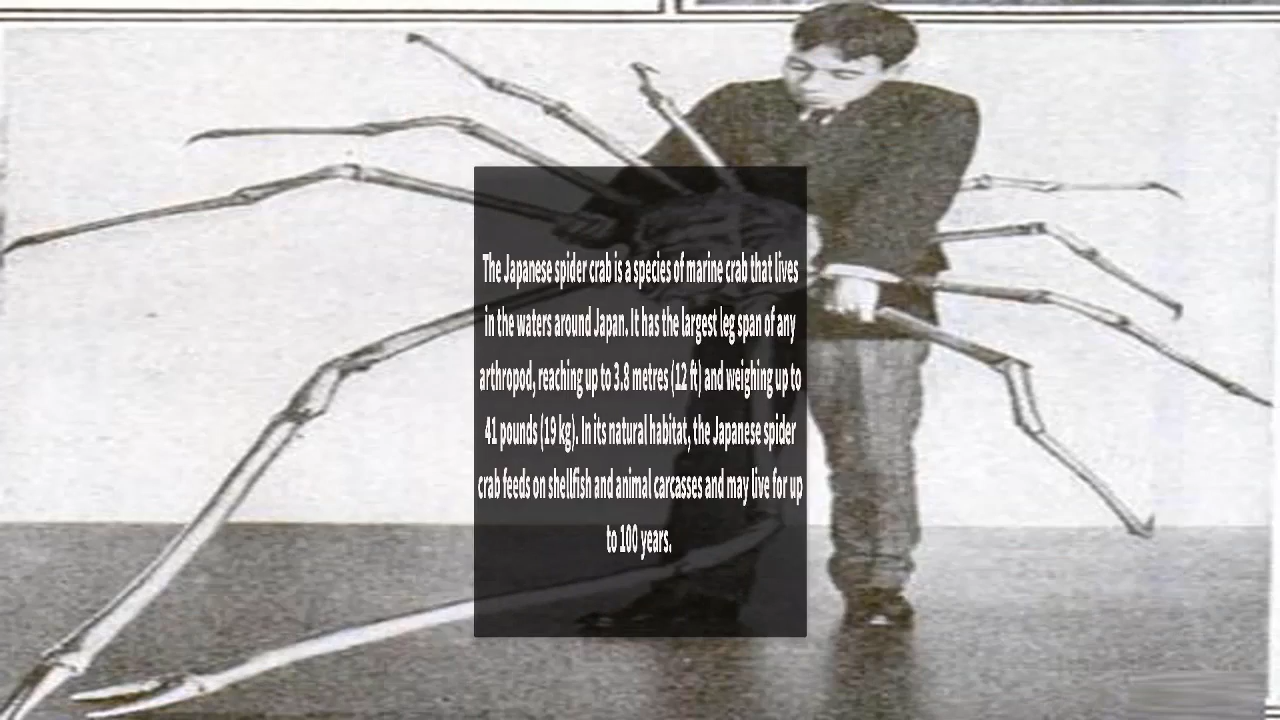 The Japanese spider crab is a species of marine crab that lives
in the waters around Japan. It has the largest leg span of any
arthropod, reaching up to 3.8 metres (12 ft) and weighing up to
41 pounds (19 kg). In its natural habitat, the Japanese spider
crab feeds on shellfish and animal carcasses and may live for up
to 100 years.